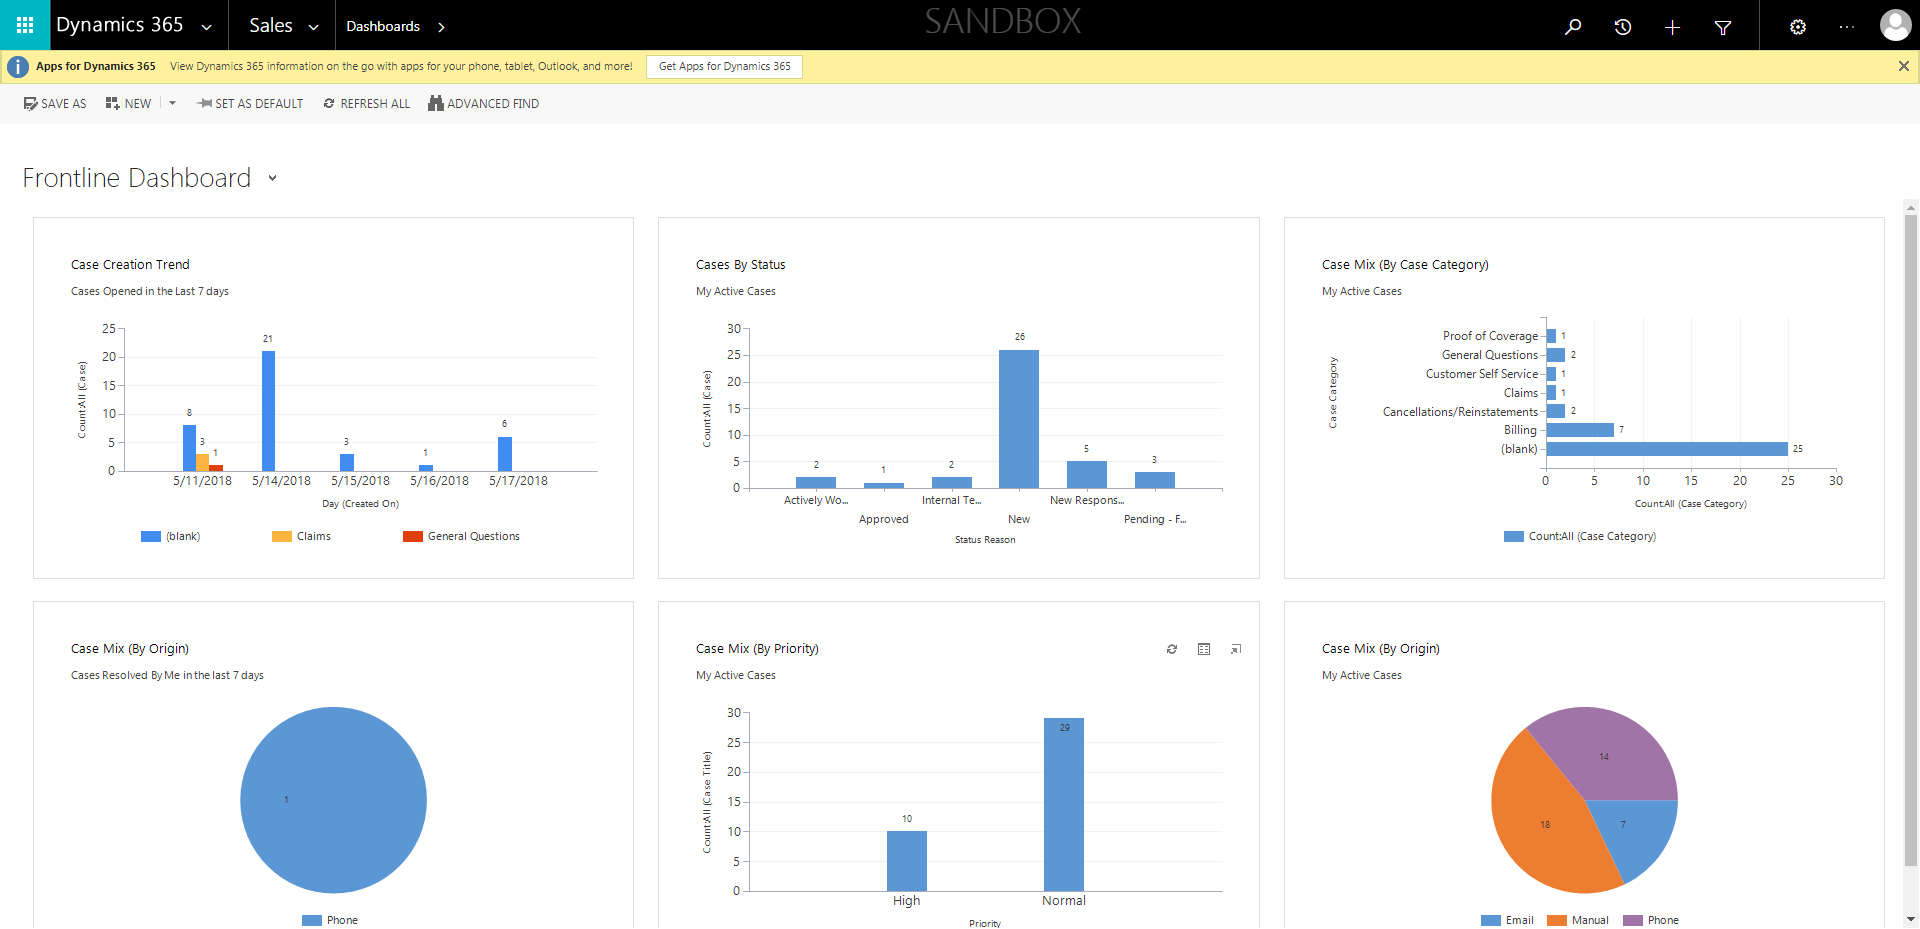 Dynamics 365 Sales Dashboards SANDBOX
Apps for Dynamics 365 View Dynamics 365 information on the go with apps for your phone, tablet, Outlook, and more! Get Apps for Dynamics 365
SAVE AS NEW SET AS DEFAULT REFRESH ALL ADVANCED FIND
Frontline Dashboard
Case Creation Trend
Cases Opened in the Last 7 days
Count:All (Case)
25
20
15
10
5
0
8
3
1
21
3
1
6
5/11/2018 5/14/2018 5/15/2018 5/16/2018 5/17/2018
Day (Created On)
(blank) Claims General Questions
Cases By Status
My Active Cases
Count:All (Case)
30
25
20
15
10
5
0
2
1
2
26
5
3
Actively Wo... Internal Te... New Respons...
Approved New Pending - F...
Status Reason
Case Mix (By Case Category)
My Active Cases
Case Category
Proof of Coverage 1
General Questions 2
Customer Self Service 1
Claims 1
Cancellations/Reinstatements 2
Billing 7
(blank) 25
0 5 10 15 20 25 30
Count:All (Case Category)
Count:All (Case Category)
Case Mix (By Origin)
Cases Resolved By Me in the last 7 days
1
Phone
Case Mix (By Priority)
My Active Cases
Count:All (Case Title)
30
25
20
15
10
5
0
10
29
High Normal
Priority
Case Mix (By Origin)
My Active Cases
14
18
7
Email Manual Phone